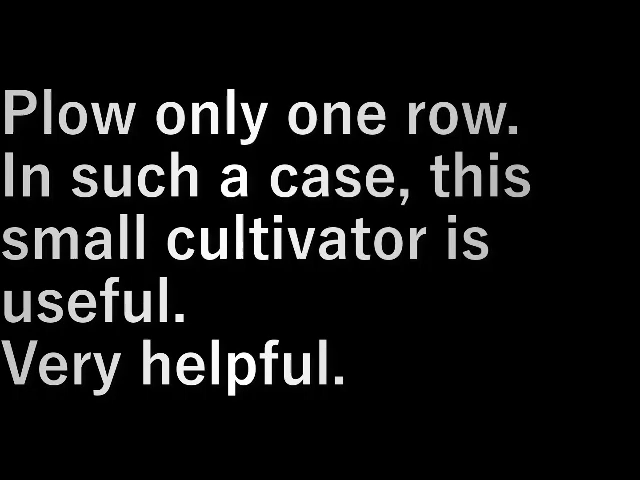 Plow only one row.
In such a case, this
small cultivator is
useful.
Very helpful.